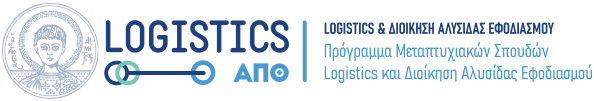 LOGISTICS
ΑΠΘ
LOGISTICS & ΔΙΟΙΚΗΣΗ ΑΛΥΣΙΔΑΣ ΕΦΟΔΙΑΣΜΟΥ
Πρόγραμμα Μεταπτυχιακών Σπουδών
Logistics και Διοίκηση Αλυσίδας Εφοδιασμού